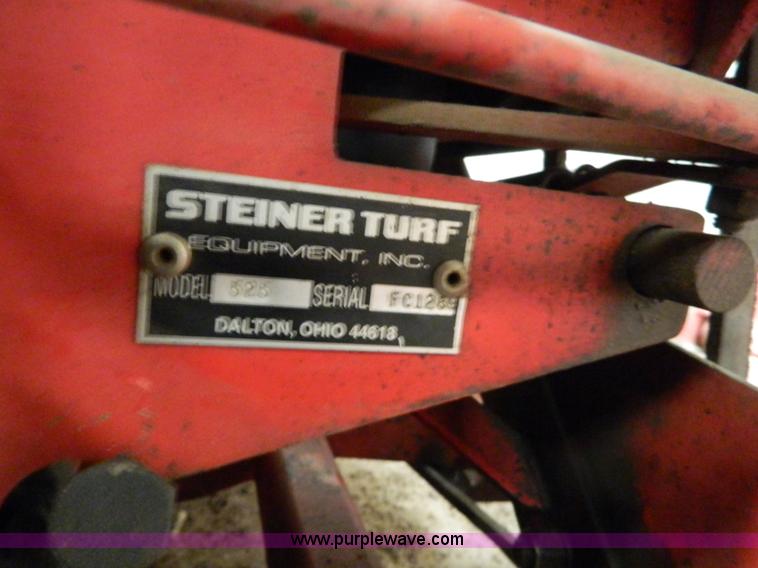 STEINER TURF
EQUIPMENT, INC.
MODEL 525 SERIAL
DALTON, OHIO 44618
www.purplewave.com